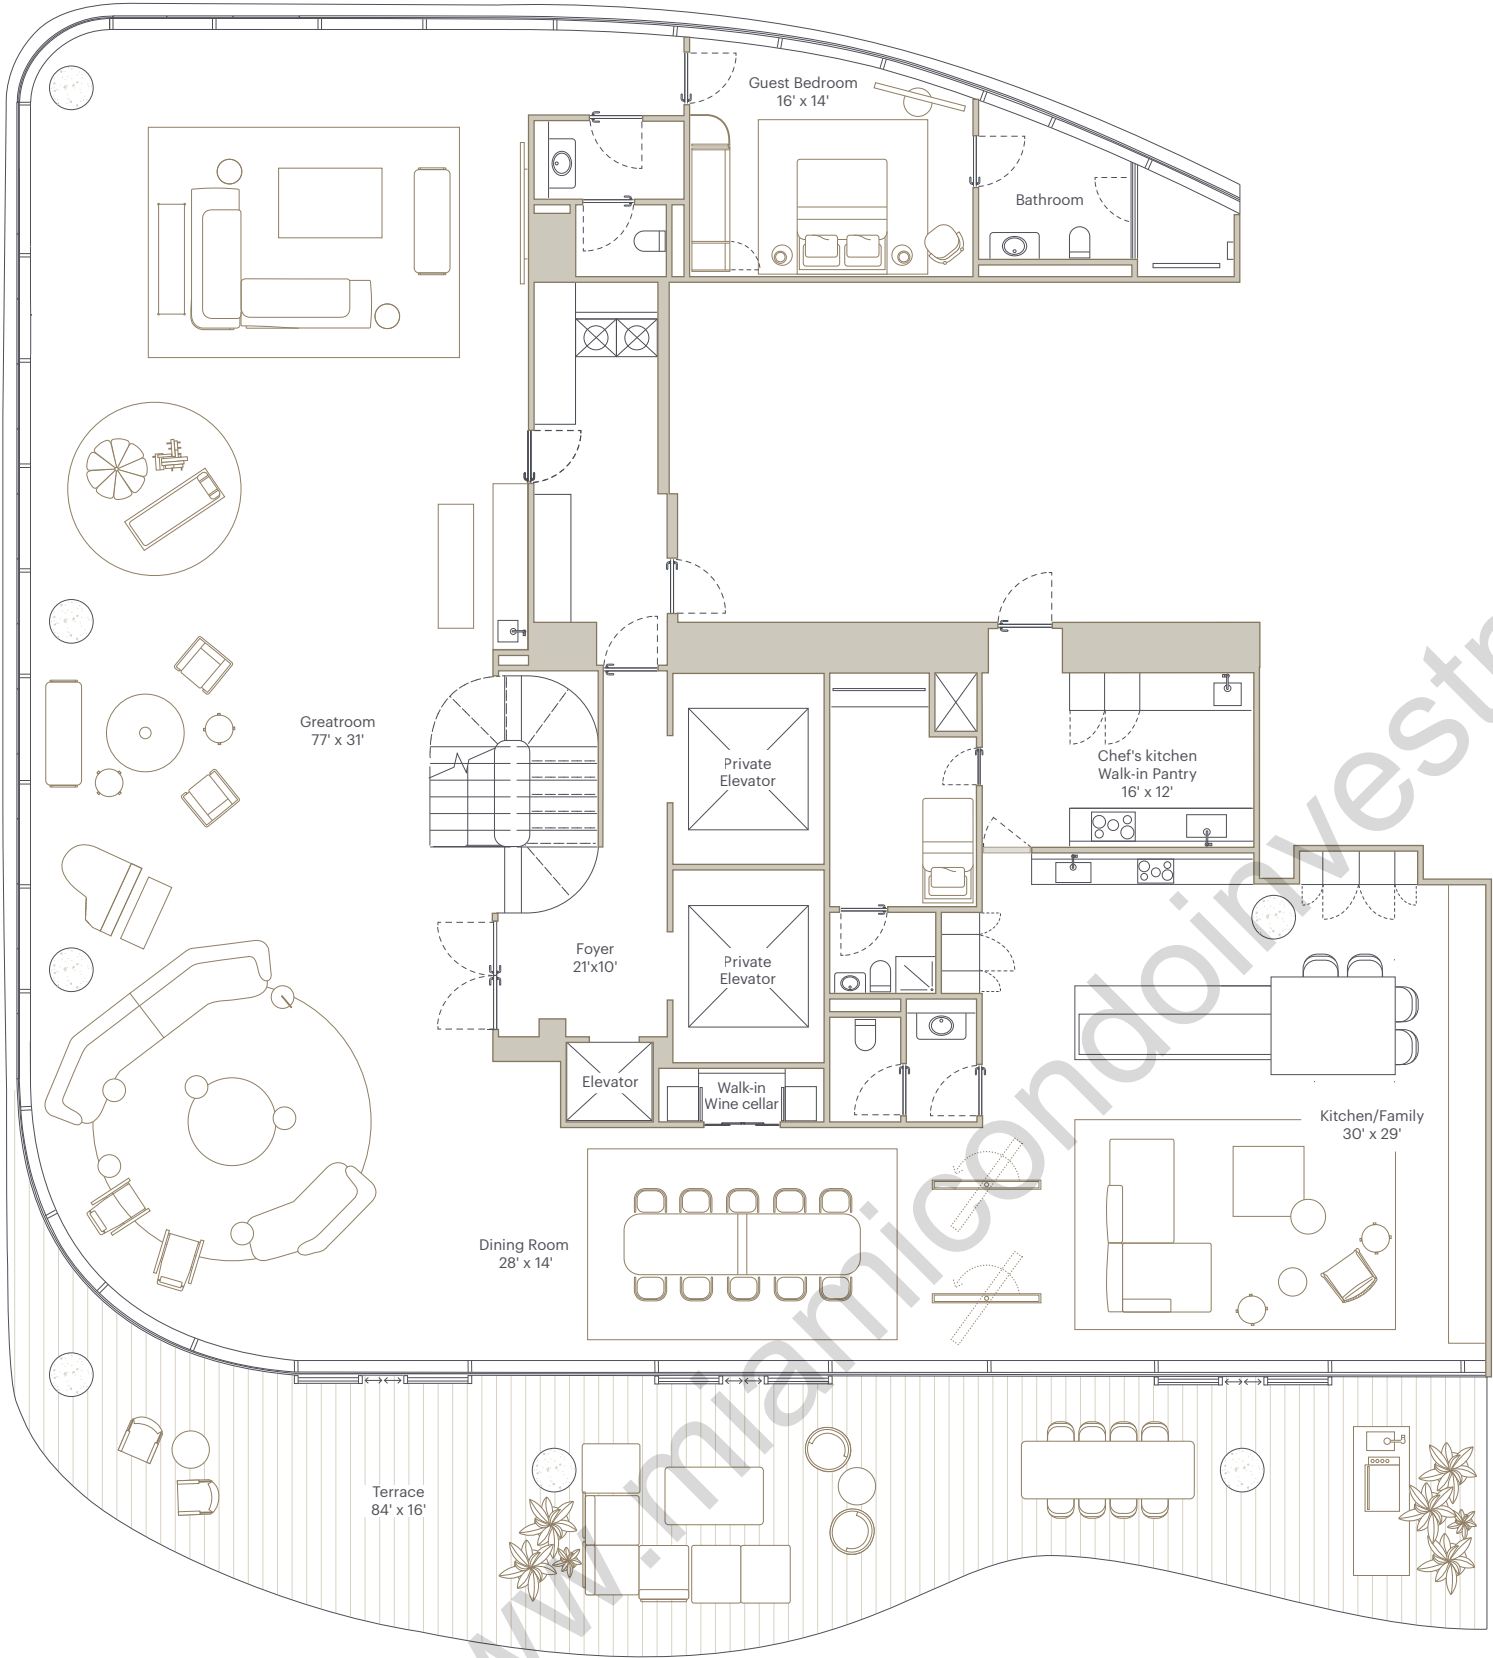 Guest Bedroom
16' x 14'
Bathroom
Greatroom
77' x 31'
Private
Elevator
Chef's kitchen
Walk-in Pantry
16' x 12'
Foyer
21'x10'
Private
Elevator
Elevator
Walk-in
Wine cellar
Kitchen/Family
30' x 29'
Dining Room
28' x 14'
Terrace
84' x 16'
www.miamicondoinvestm